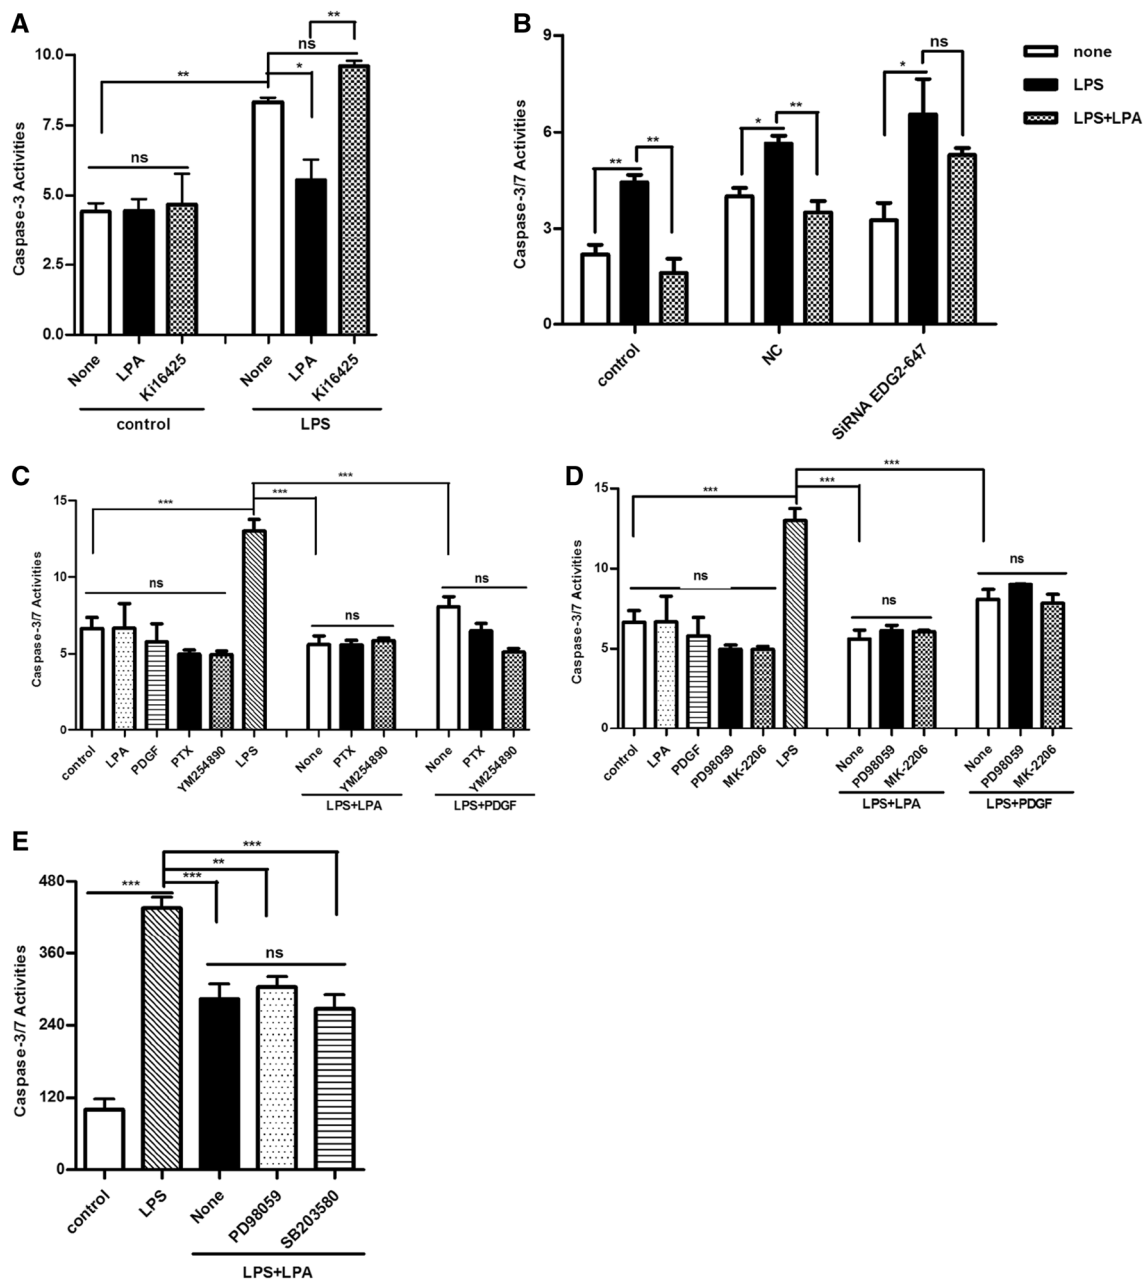 A
**
ns
**
*
ns
Caspase-3 Activities
10.0
7.5
5.0
2.5
0.0
None
LPA
Ki16425
None
LPA
Ki16425
control
LPS
B
none
LPS
LPS+LPA
Caspase-3/7 Activities
9
6
3
0
**
**
*
**
*
ns
control
NC
SiRNA EDG2-647
C
***
***
***
ns
ns
ns
Caspase-3/7 Activities
15
10
5
0
control
LPA
PDGF
PTX
YM254890
LPS
None
PTX
YM254890
None
PTX
YM254890
LPS+LPA
LPS+PDGF
D
***
***
***
ns
ns
ns
Caspase-3/7 Activities
15
10
5
0
control
LPA
PDGF
PD98059
MK-2206
LPS
None
PD98059
MK-2206
None
PD98059
MK-2206
LPS+LPA
LPS+PDGF
E
***
**
***
***
ns
Caspase-3/7 Activities
480
360
240
120
0
control
LPS
None
PD98059
SB203580
LPS+LPA